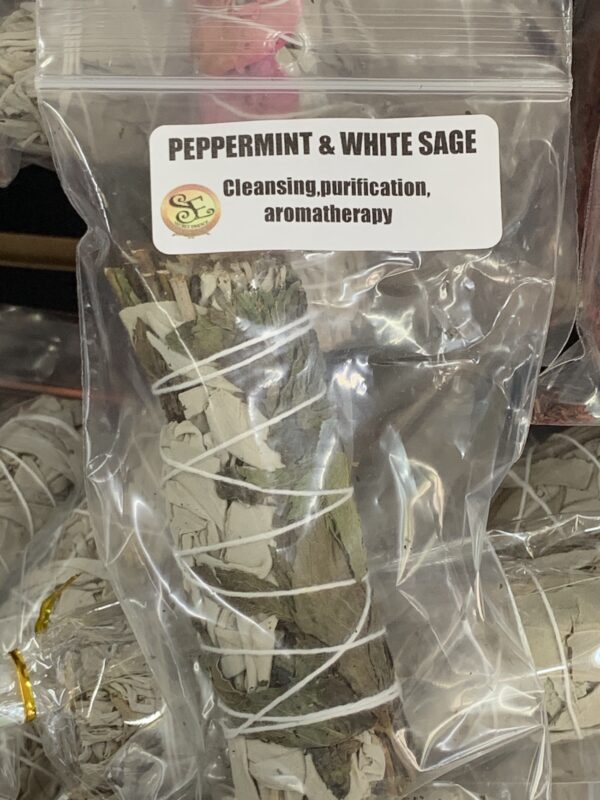 PEPPERMINT & WHITE SAGE
SE
Cleansing,purification,
aromatherapy